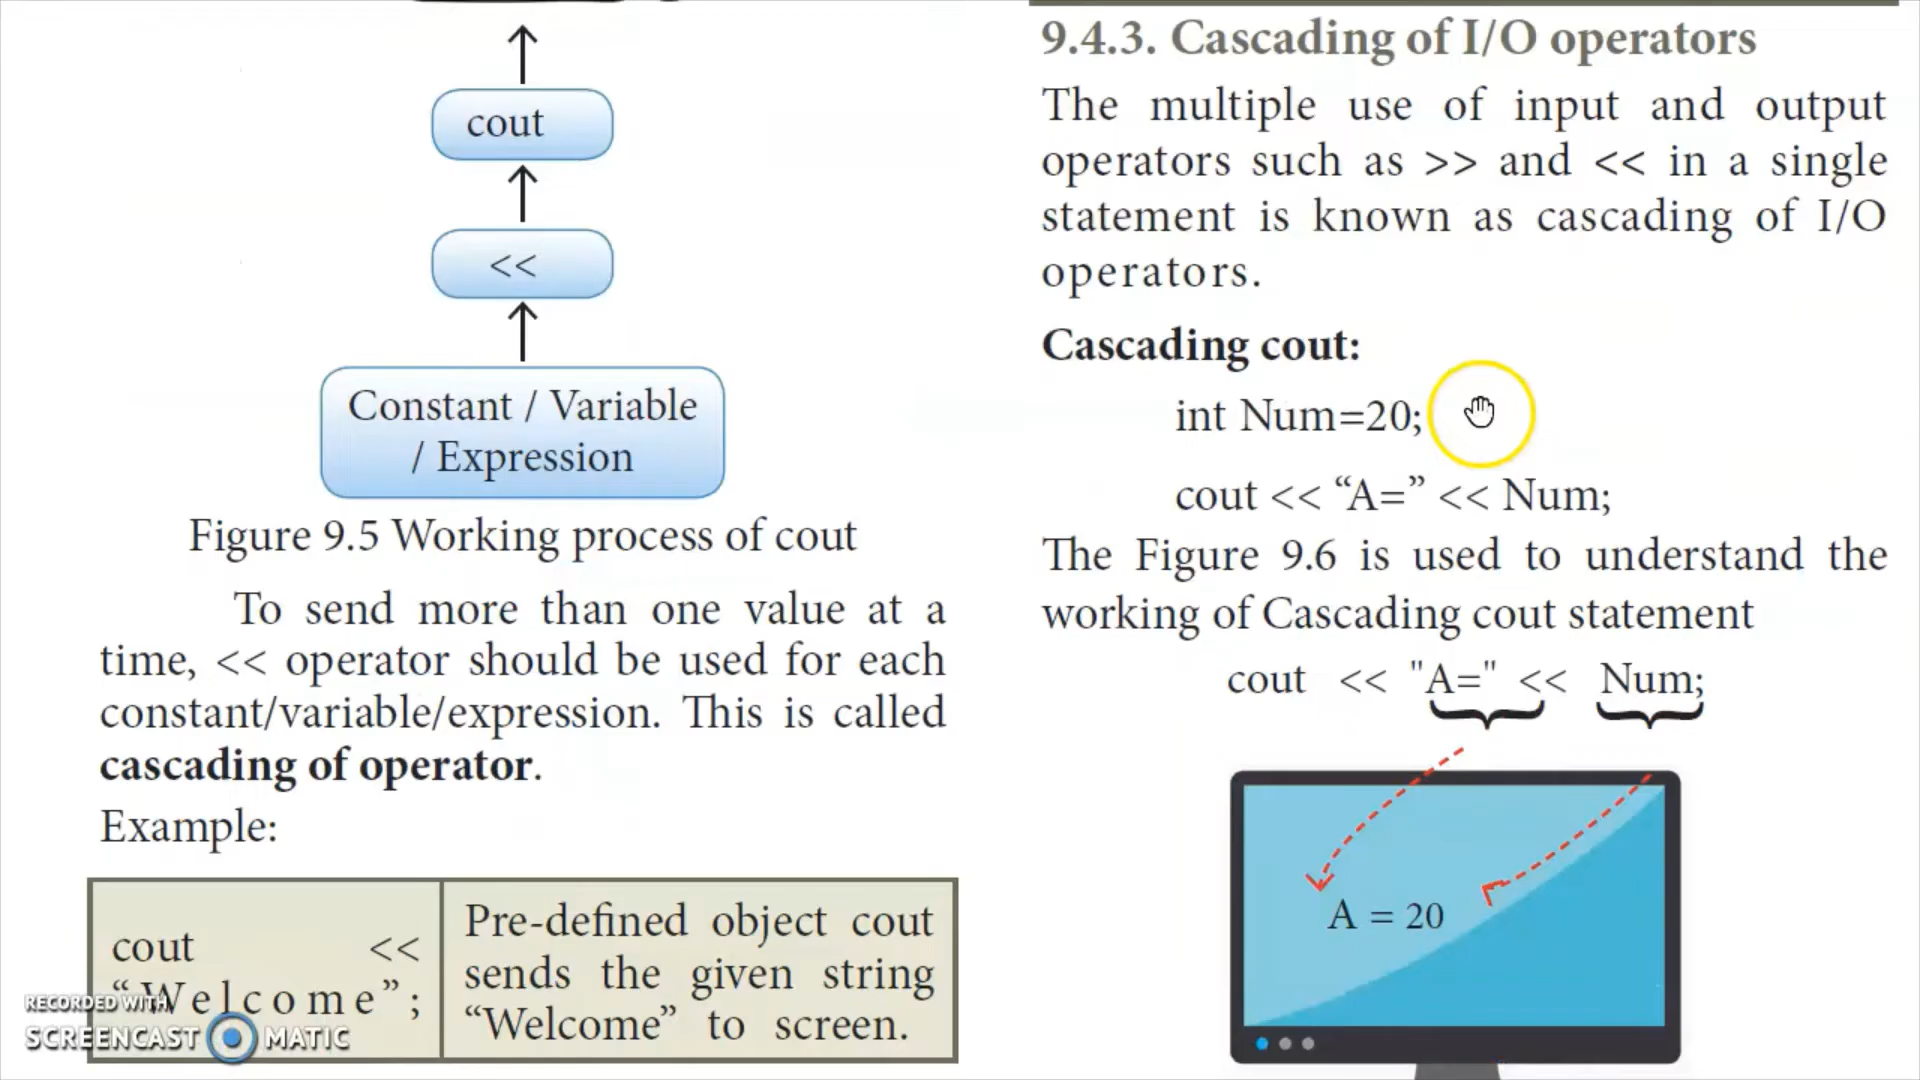 cout
<<
Constant / Variable
/ Expression
Figure 9.5 Working process of cout
To send more than one value at a
time, << operator should be used for each
constant/variable/expression. This is called
cascading of operator.
Example:
cout <<
“Welcome”;
Pre-defined object cout
sends the given string
“Welcome” to screen.
RECORDED WITH
SCREENCAST MATIC
9.4.3. Cascading of I/O operators
The multiple use of input and output
operators such as >> and << in a single
statement is known as cascading of I/O
operators.
Cascading cout:
int Num=20;
cout << “A=” << Num;
The Figure 9.6 is used to understand the
working of Cascading cout statement
cout << "A=" << Num;
A = 20